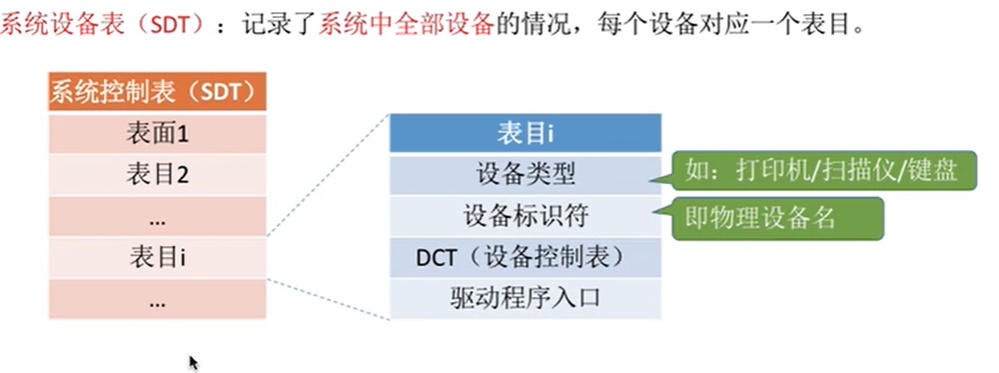 系统设备表（SDT）：记录了系统中全部设备的情况，每个设备对应一个表目。
系统控制表（SDT）
表面1
表目2
...
表目i
...
表目i
设备类型
设备标识符
DCT（设备控制表）
驱动程序入口
如：打印机/扫描仪/键盘
即物理设备名